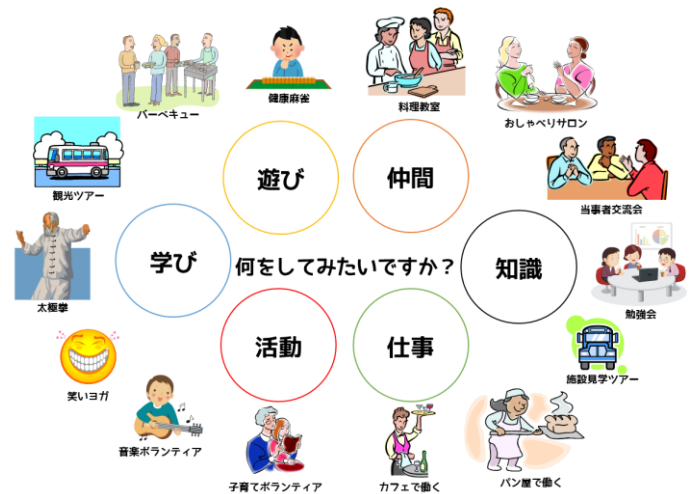 バーベキュー
健康麻雀
料理教室
おしゃべりサロン
観光ツアー
遊び
仲間
当事者交流会
太極拳
学び
何をしてみたいですか？
知識
勉強会
笑いヨガ
活動
仕事
施設見学ツアー
音楽ボランティア
子育てボランティア
カフェで働く
パン屋で働く